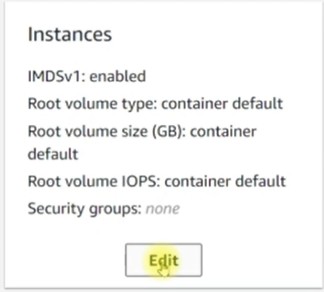 Instances
IMDSv1: enabled
Root volume type: container default
Root volume size (GB): container
default
Root volume IOPS: container default
Security groups: none
Edit